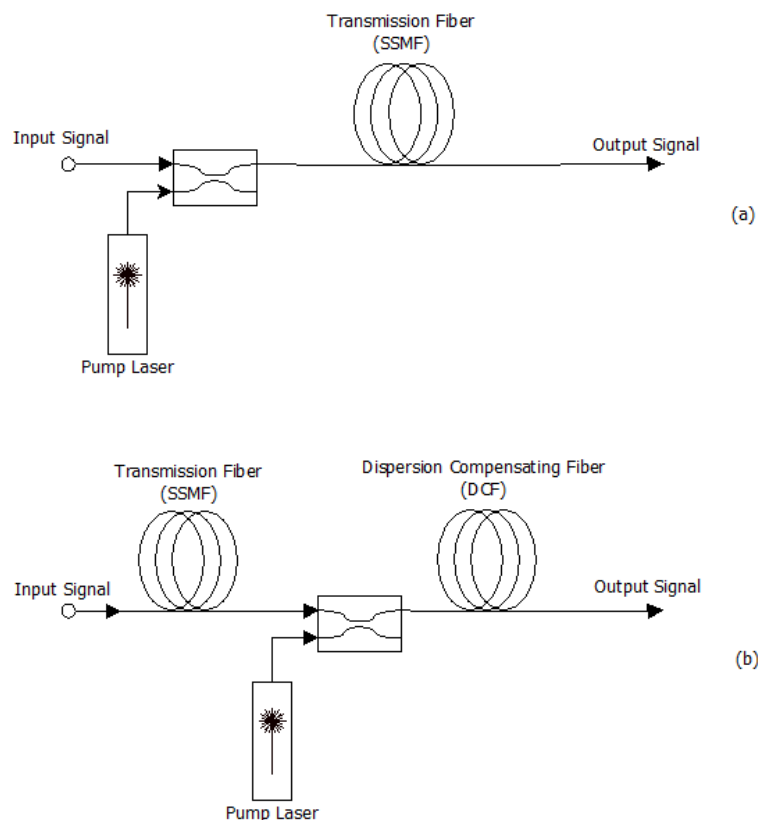 Transmission Fiber
(SSMF)
Input Signal
Output Signal
(a)
Pump Laser
Transmission Fiber
(SSMF)
Dispersion Compensating Fiber
(DCF)
Input Signal
Output Signal
(b)
Pump Laser